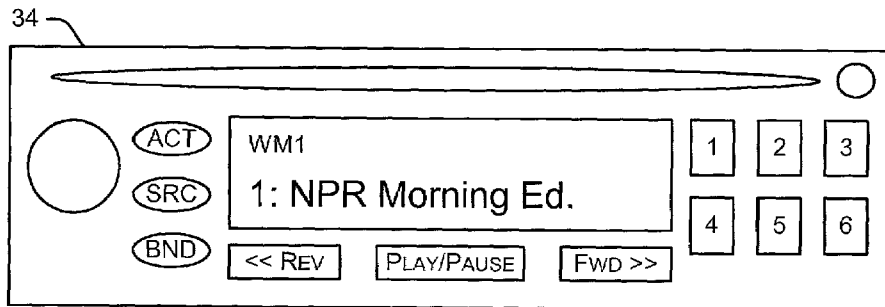 34
ACT
WM1
1 2 3
SRC
1: NPR Morning Ed.
4 5 6
BND
<< REV PLAY/PAUSE FWD >>